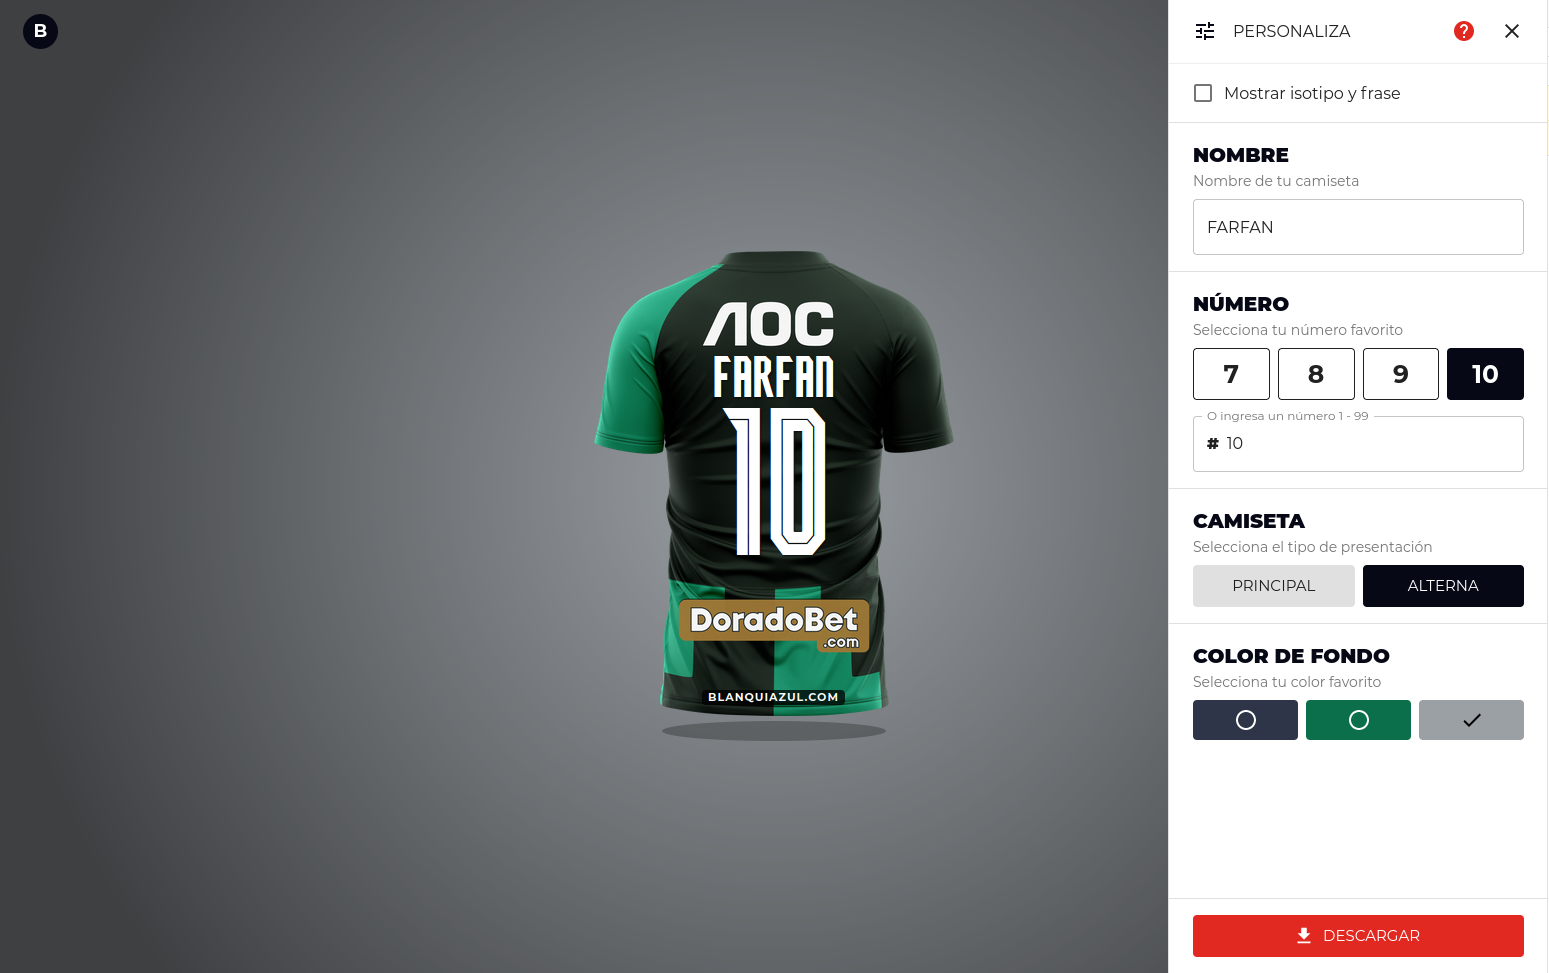 B
AOC
FARFAN
10
DoradoBet
.com
BLANQUIAZUL.COM
PERSONALIZA
?
Mostrar isotipo y frase
NOMBRE
Nombre de tu camiseta
FARFAN
NÚMERO
Selecciona tu número favorito
7 8 9 10
O ingresa un número 1 - 99
# 10
CAMISETA
Selecciona el tipo de presentación
PRINCIPAL ALTERNA
COLOR DE FONDO
Selecciona tu color favorito
DESCARGAR